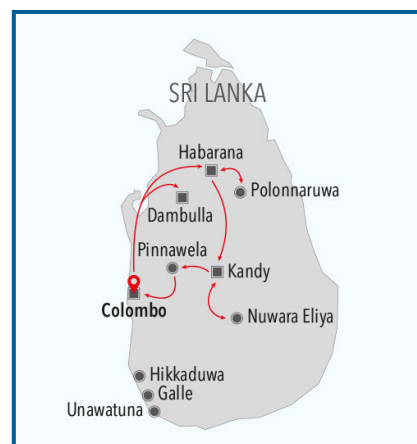 SRI LANKA
Habarana
Polonnaruwa
Dambulla
Pinnawela
Kandy
Colombo
Nuwara Eliya
Hikkaduwa
Galle
Unawatuna